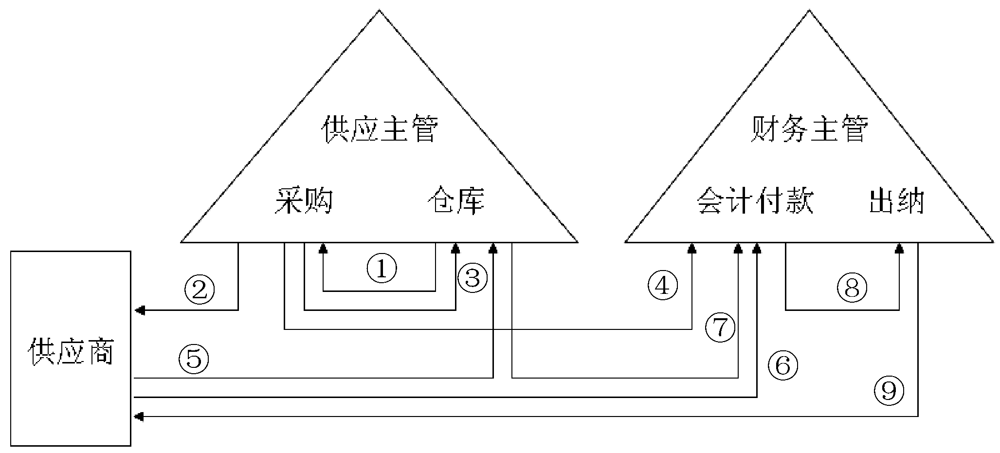 供应主管
财务主管
采购 仓库
会计付款 出纳
① ③
② ④ ⑧
⑦
供应商
⑤ ⑥
⑨